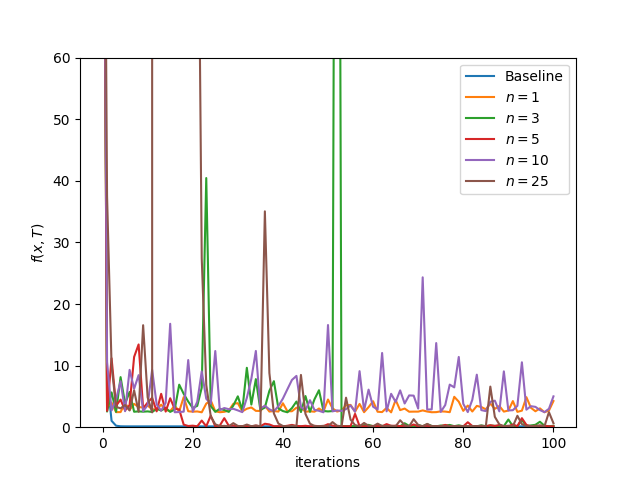 60
50
40
30
20
10
0
f(x, T)
0
20
40
60
80
100
iterations
Baseline
n = 1
n = 3
n = 5
n = 10
n = 25